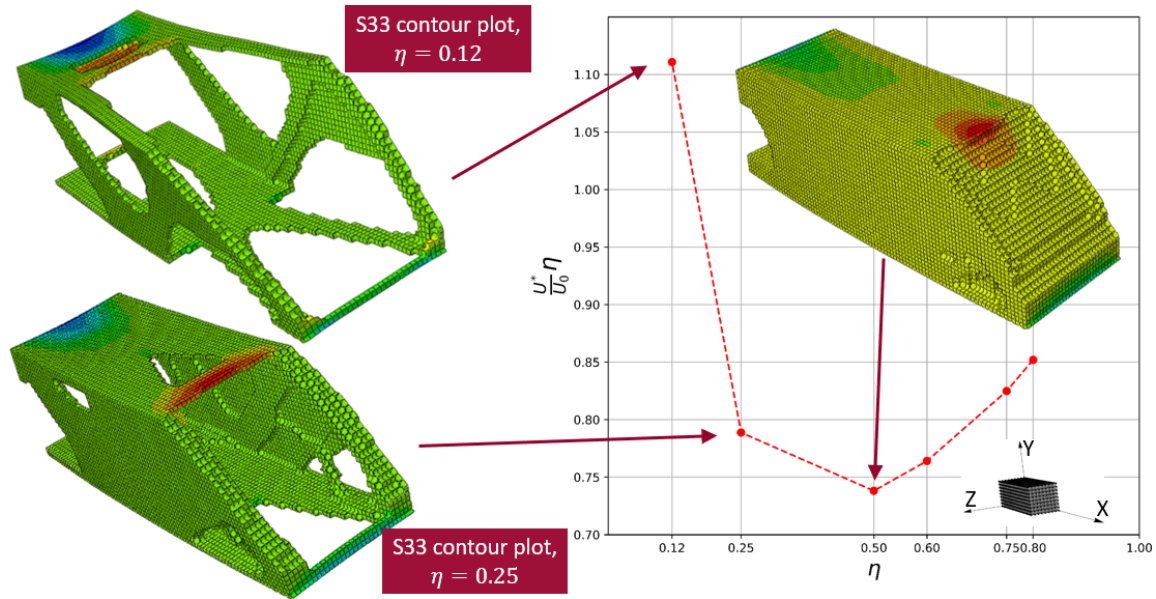 S33 contour plot,
η = 0.12
S33 contour plot,
η = 0.25
1.10
1.05
1.00
0.95
0.90
0.85
0.80
0.75
0.70
U*/U₀ η
0.12
0.25
0.50
0.60
0.75
0.80
1.00
η
Y
Z
X